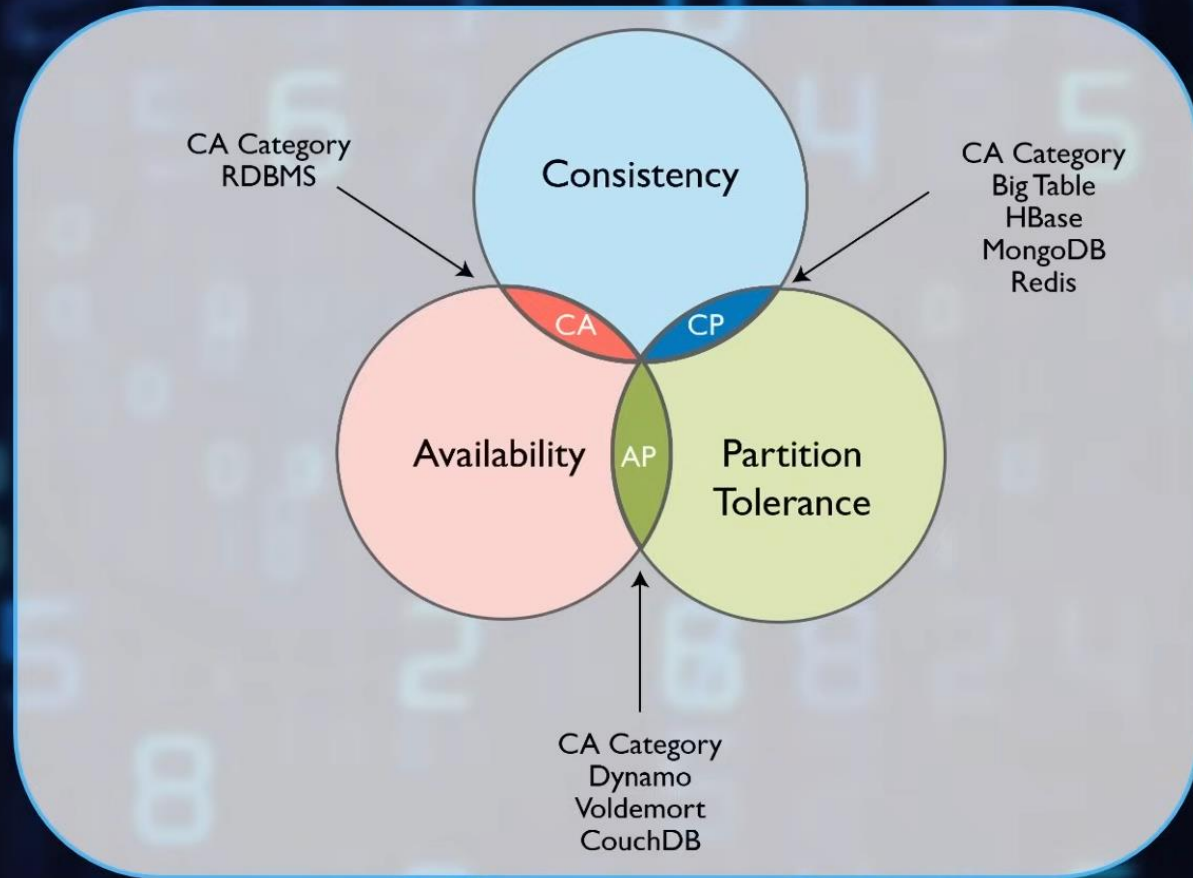 CA Category
RDBMS
Consistency
CA Category
Big Table
HBase
MongoDB
Redis
CA
CP
Availability
AP
Partition
Tolerance
CA Category
Dynamo
Voldemort
CouchDB